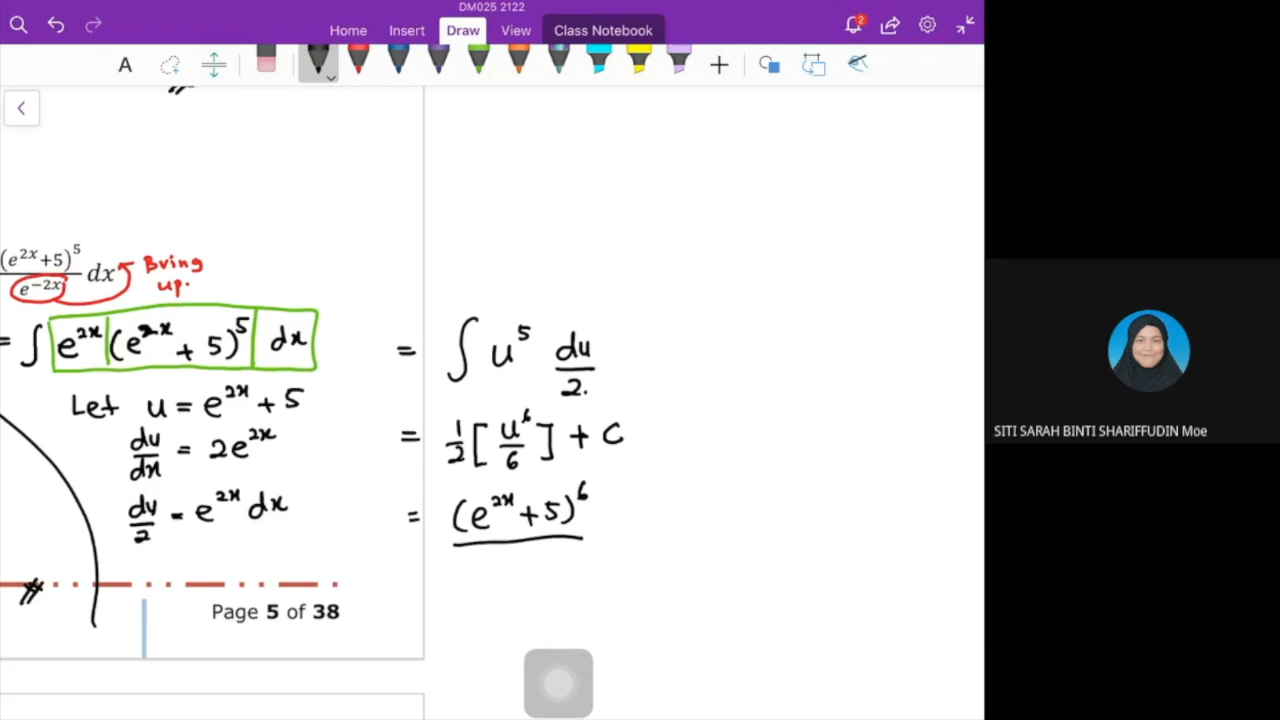 DM025 2122
Home Insert Draw View Class Notebook
2
A
(e^{2x}+5)^5
e^{-2x} dx Bring up.
= ∫ e^{2x} (e^{2x} + 5)^5 dx = ∫ u^5 du/2.
Let u = e^{2x} + 5
du/dx = 2e^{2x} = 1/2 [ u^6/6 ] + C
du/2 = e^{2x} dx = (e^{2x} + 5)^6
Page 5 of 38
SITI SARAH BINTI SHARIFFUDIN Moe